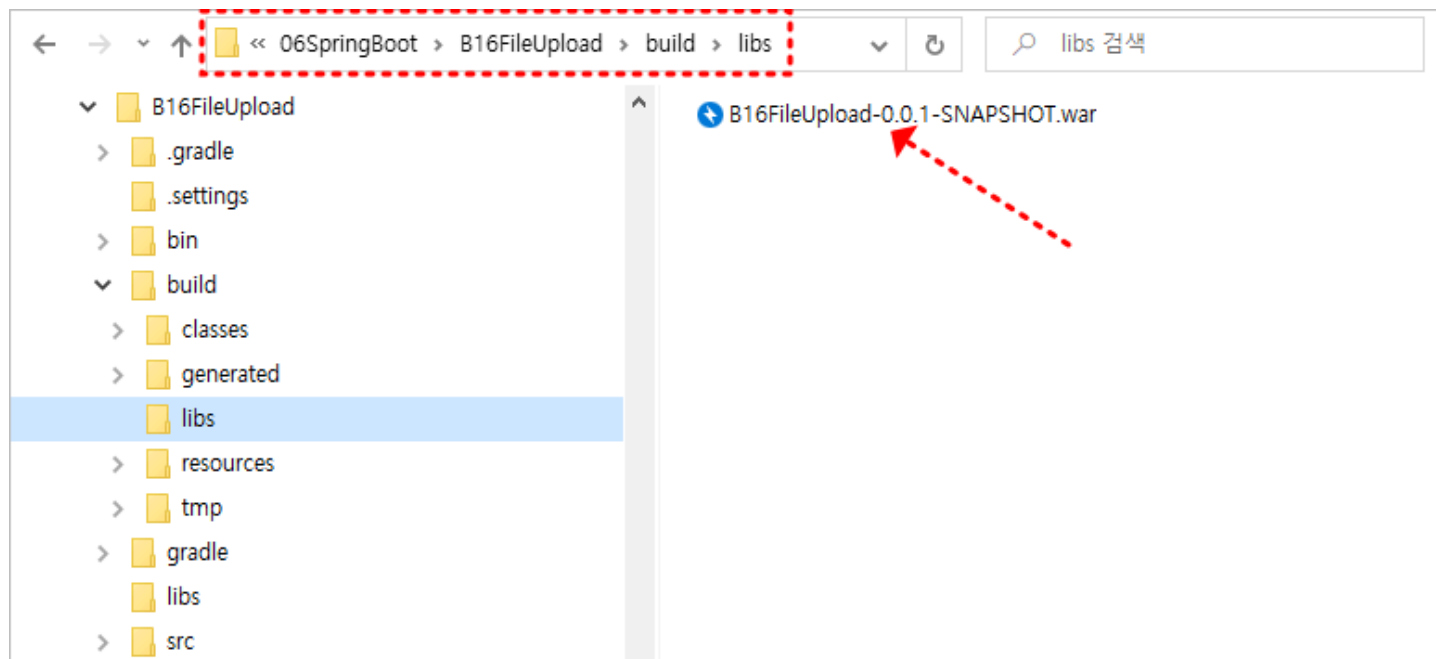 « 06SpringBoot > B16FileUpload > build > libs
libs 검색
B16FileUpload
.gradle
.settings
bin
build
classes
generated
libs
resources
tmp
gradle
libs
src
B16FileUpload-0.0.1-SNAPSHOT.war